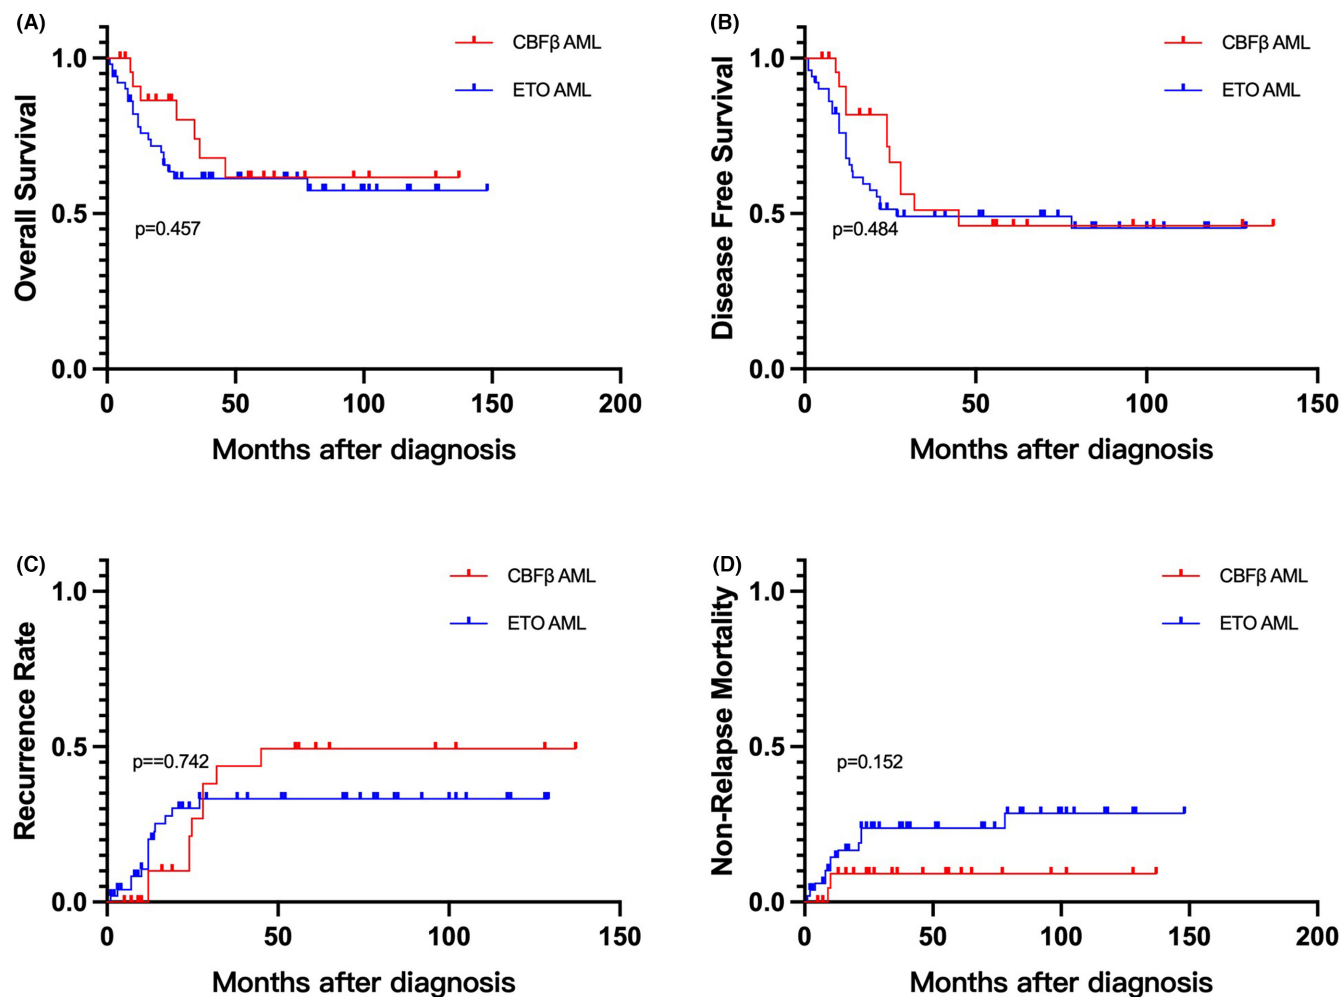 (A)
CBFβ AML
ETO AML
1.0
0.5
0.0
Overall Survival
p=0.457
0 50 100 150 200
Months after diagnosis
(B)
CBFβ AML
ETO AML
1.0
0.5
0.0
Disease Free Survival
p=0.484
0 50 100 150
Months after diagnosis
(C)
CBFβ AML
ETO AML
1.0
0.5
0.0
Recurrence Rate
p==0.742
0 50 100 150
Months after diagnosis
(D)
CBFβ AML
ETO AML
1.0
0.5
0.0
Non-Relapse Mortality
p=0.152
0 50 100 150 200
Months after diagnosis